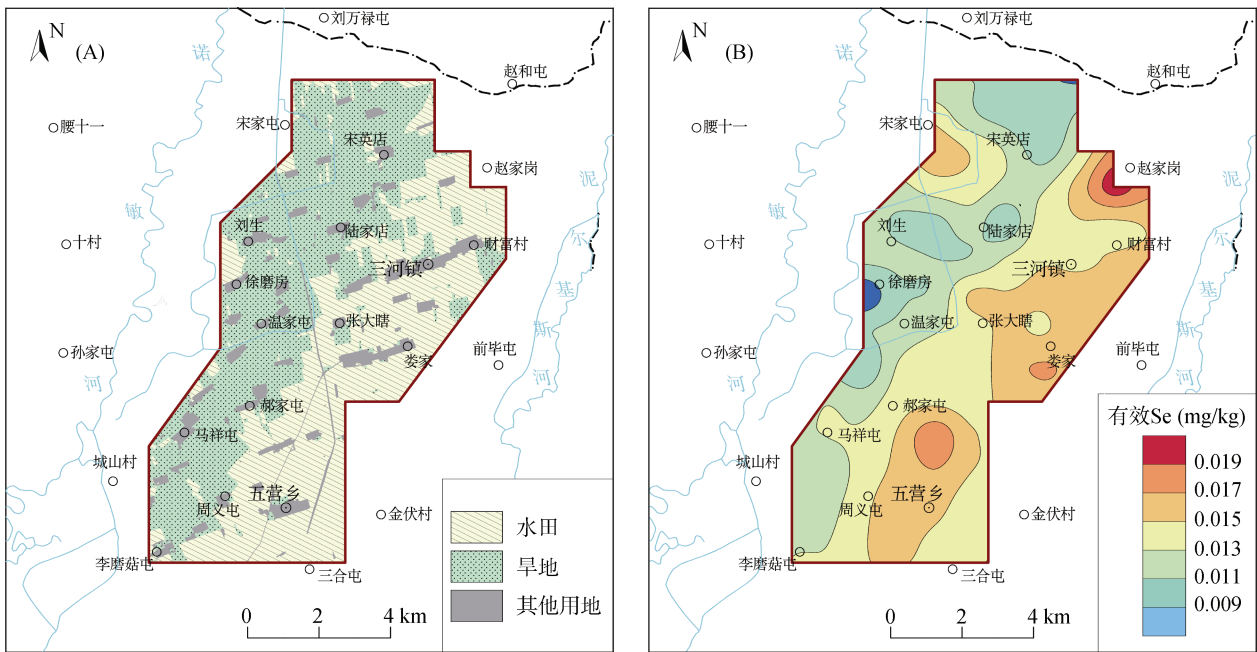 N
(A)
刘万禄屯
诺
赵和屯
腰十一
宋家屯
宋英店
赵家岗
泥
敏
刘生
陆家店
十村
财富村
尔
三河镇
徐磨房
基
温家屯
张大瞎
斯
孙家屯
娄家
前毕屯
河
河
郝家屯
马祥屯
城山村
五营乡
周义屯
金伏村
李磨菇屯
三合屯
水田
旱地
其他用地
0 2 4 km
N
(B)
刘万禄屯
诺
赵和屯
腰十一
宋家屯
宋英店
赵家岗
泥
敏
刘生
陆家店
十村
财富村
尔
三河镇
徐磨房
基
温家屯
张大瞎
斯
孙家屯
娄家
前毕屯
河
河
郝家屯
马祥屯
城山村
五营乡
周义屯
金伏村
李磨菇屯
三合屯
有效Se (mg/kg)
0.019
0.017
0.015
0.013
0.011
0.009
0 2 4 km